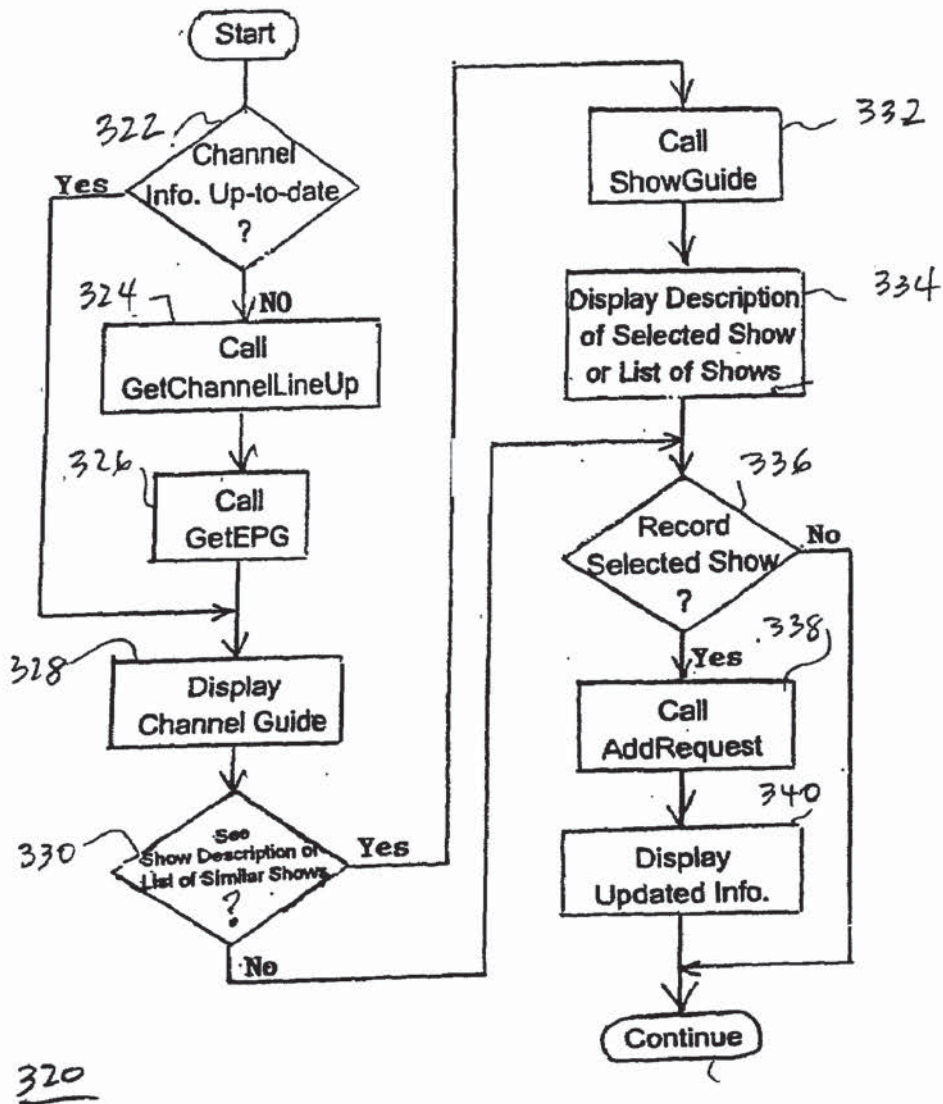 Start
322
Channel
Info. Up-to-date
?
Yes
NO
324
Call
GetChannelLineUp
326
Call
GetEPG
328
Display
Channel Guide
330
See
Show Description or
List of Similar Shows
?
Yes
No
332
Call
ShowGuide
334
Display Description
of Selected Show
or List of Shows
336
Record
Selected Show
?
No
Yes
338
Call
AddRequest
340
Display
Updated Info.
Continue
320